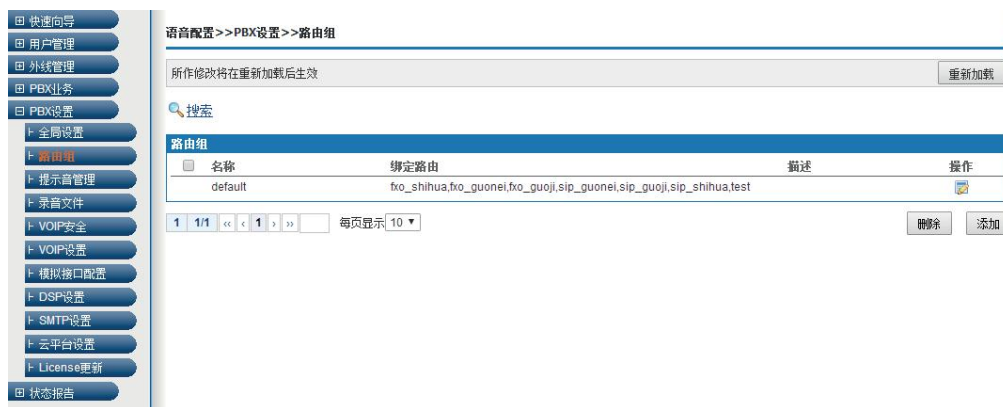 快速向导
用户管理
外线管理
PBX业务
PBX设置
全局设置
路由组
提示音管理
录音文件
VOIP安全
VOIP设置
模拟接口配置
DSP设置
SMTP设置
云平台设置
License更新
状态报告
语音配置>>PBX设置>>路由组
所作修改将在重新加载后生效 重新加载
搜索
路由组
名称 绑定路由 描述 操作
default fxo_shihua,fxo_guonei,fxo_guoji,sip_guonei,sip_guoji,sip_shihua,test
1 1/1 ‹‹ ‹ 1 › ›› 每页显示 10 ▼ 删除 添加